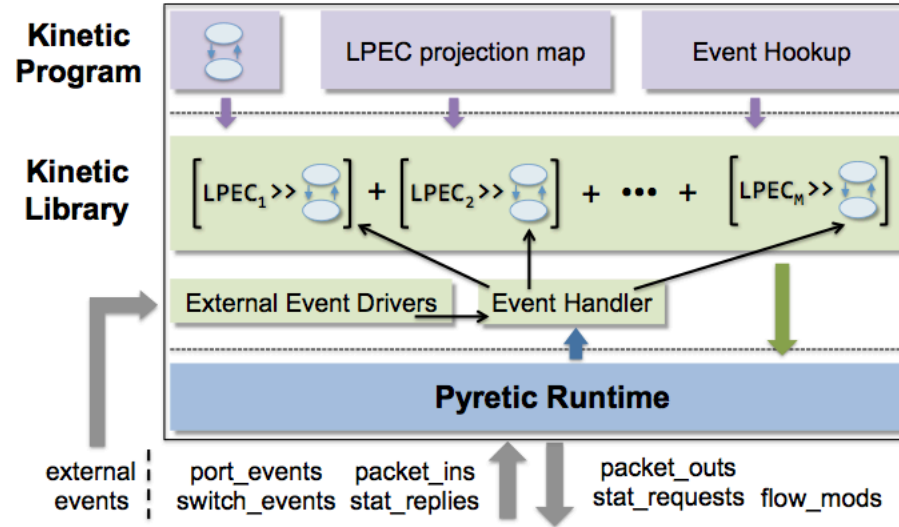 Kinetic
Program
LPEC projection map
Event Hookup
Kinetic
Library
[LPEC1 >> ] + [LPEC2 >> ] + ••• + [LPECM >> ]
External Event Drivers
Event Handler
Pyretic Runtime
external
events
port_events
switch_events
packet_ins
stat_replies
packet_outs
stat_requests
flow_mods